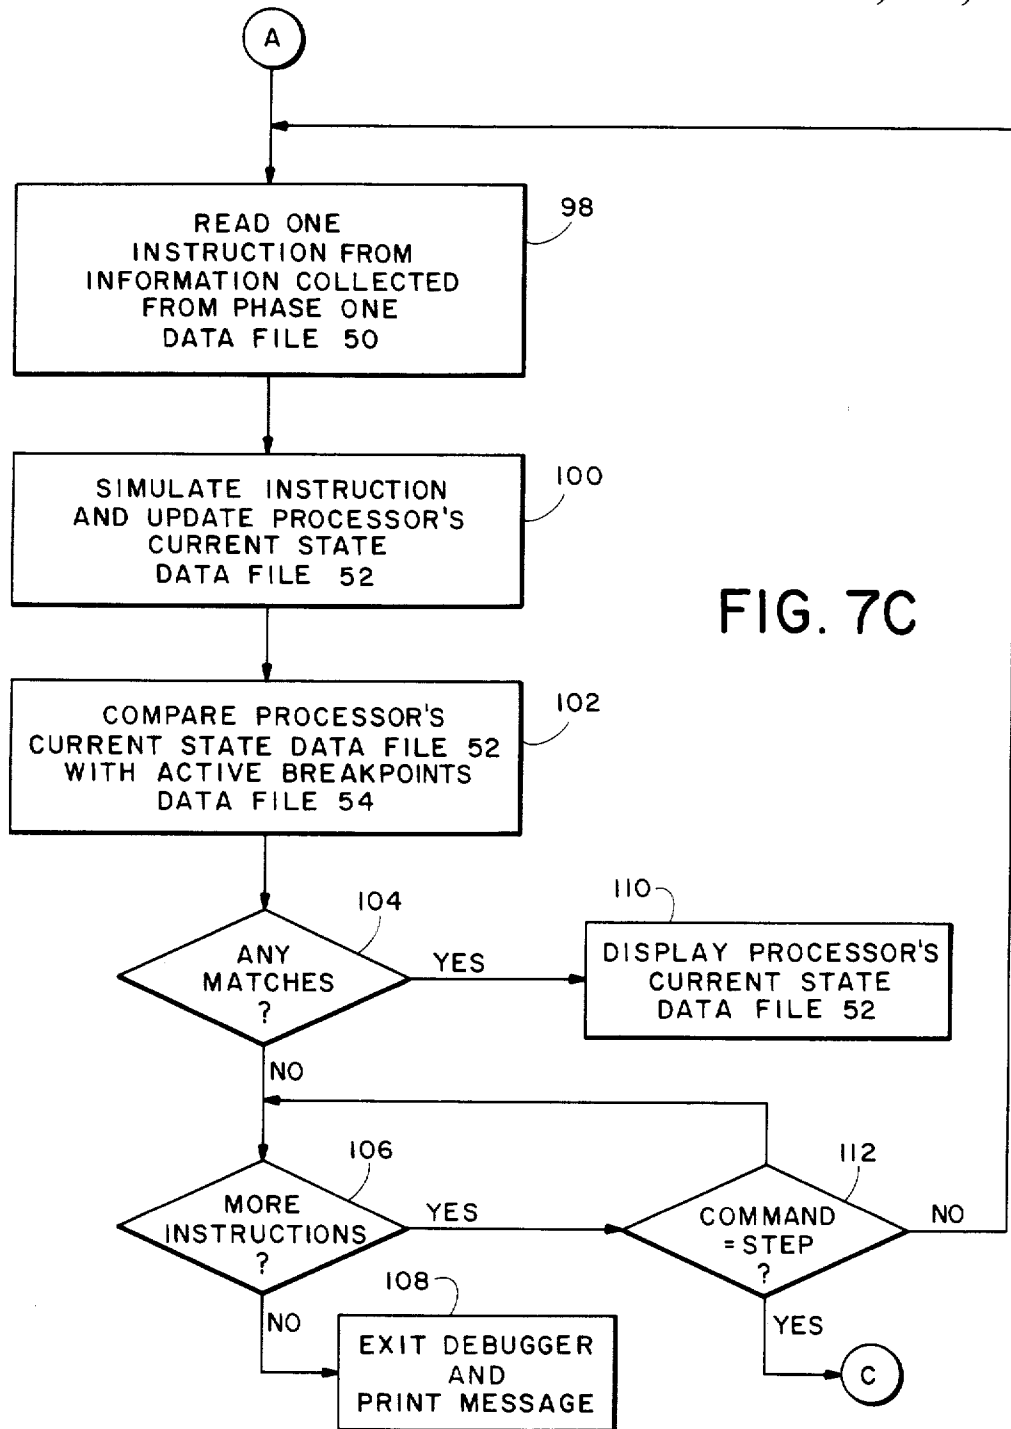 A
READ ONE
INSTRUCTION FROM
INFORMATION COLLECTED
FROM PHASE ONE
DATA FILE 50
98
SIMULATE INSTRUCTION
AND UPDATE PROCESSOR'S
CURRENT STATE
DATA FILE 52
100
FIG. 7C
COMPARE PROCESSOR'S
CURRENT STATE DATA FILE 52
WITH ACTIVE BREAKPOINTS
DATA FILE 54
102
104
ANY
MATCHES
?
YES
110
DISPLAY PROCESSOR'S
CURRENT STATE
DATA FILE 52
NO
106
MORE
INSTRUCTIONS
?
YES
112
COMMAND
=STEP
?
NO
NO
108
EXIT DEBUGGER
AND
PRINT MESSAGE
YES
C